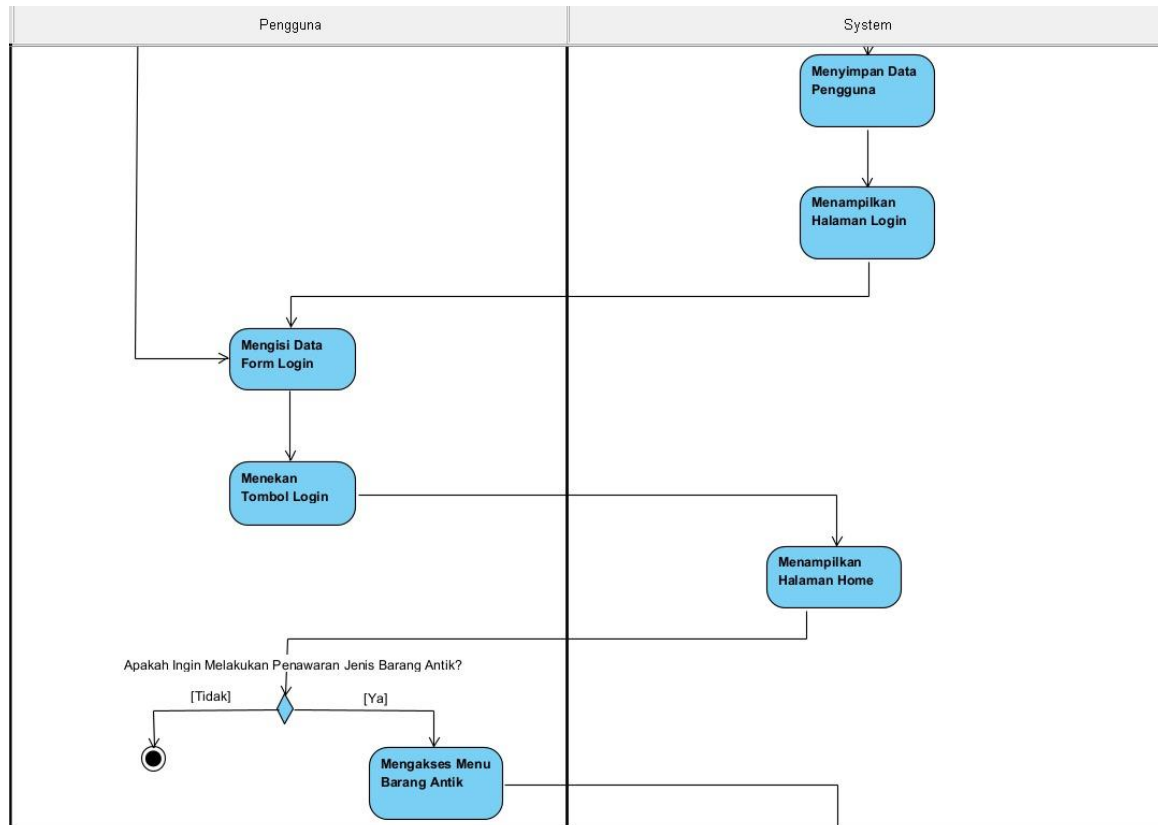 Pengguna
System
Menyimpan Data
Pengguna
Menampilkan
Halaman Login
Mengisi Data
Form Login
Menekan
Tombol Login
Menampilkan
Halaman Home
Apakah Ingin Melakukan Penawaran Jenis Barang Antik?
[Tidak]
[Ya]
Mengakses Menu
Barang Antik